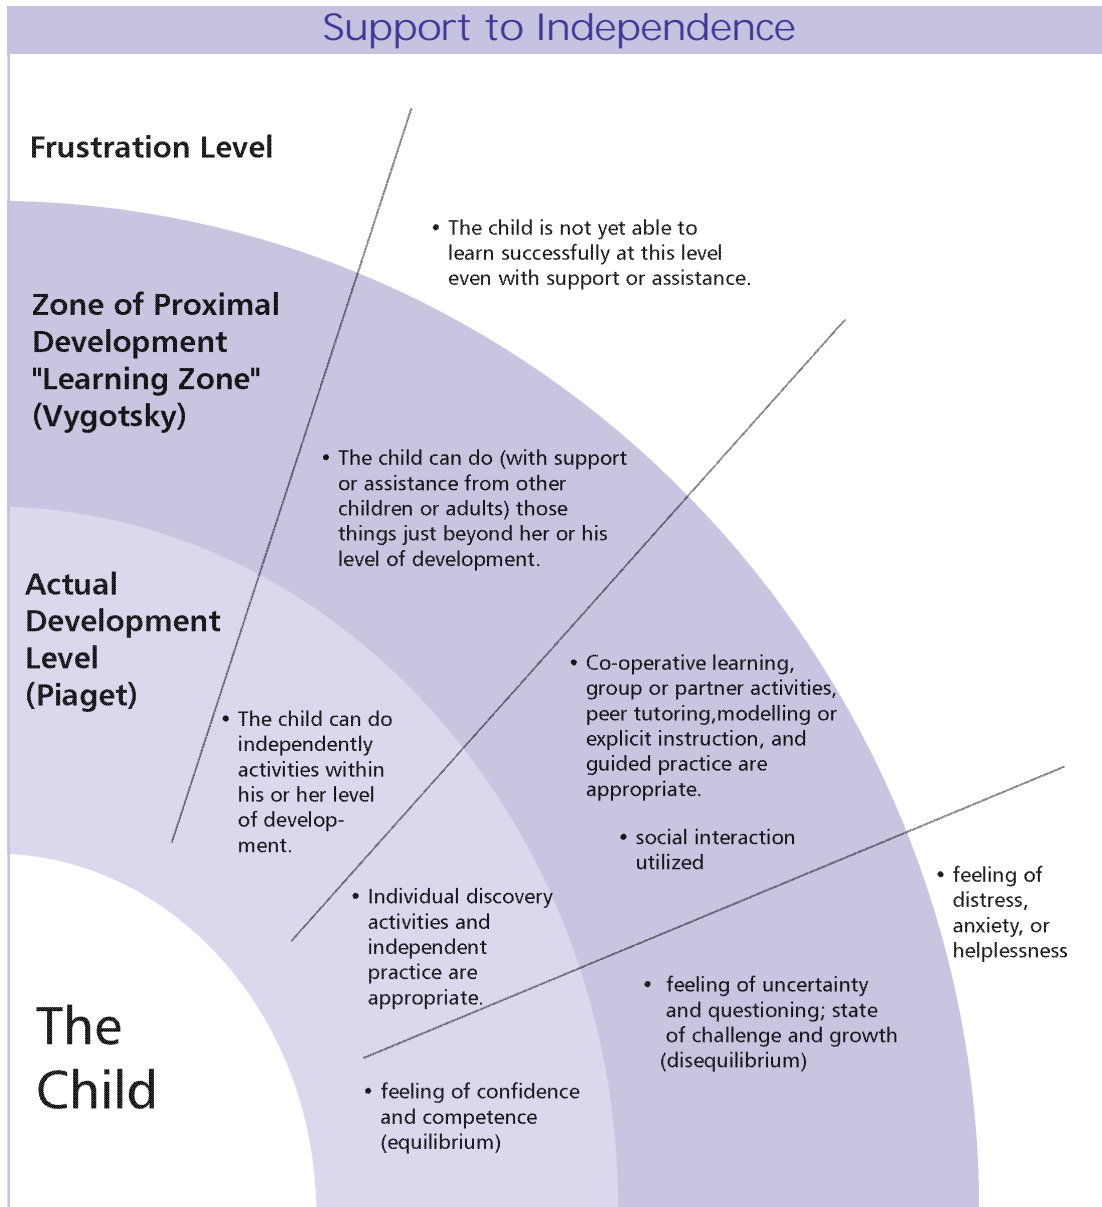 Support to Independence
Frustration Level
• The child is not yet able to
learn successfully at this level
even with support or assistance.
Zone of Proximal
Development
"Learning Zone"
(Vygotsky)
• The child can do (with support
or assistance from other
children or adults) those
things just beyond her or his
level of development.
• Co-operative learning,
group or partner activities,
peer tutoring,modelling or
explicit instruction, and
guided practice are
appropriate.
• social interaction
utilized
• feeling of
distress,
anxiety, or
helplessness
• feeling of uncertainty
and questioning; state
of challenge and growth
(disequilibrium)
Actual
Development
Level
(Piaget)
• The child can do
independently
activities within
his or her level
of develop-
ment.
• Individual discovery
activities and
independent
practice are
appropriate.
• feeling of confidence
and competence
(equilibrium)
The
Child